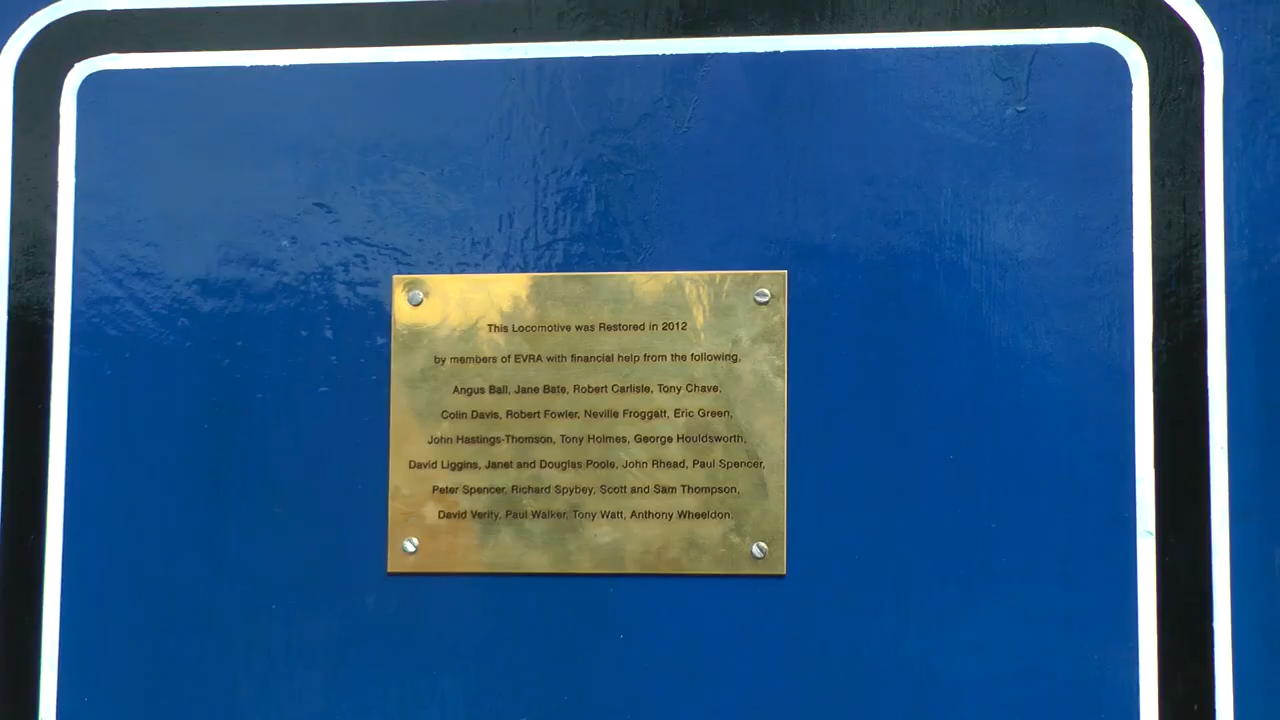 This Locomotive was Restored in 2012
by members of EVRA with financial help from the following,
Angus Ball, Jane Bate, Robert Carlisle, Tony Chave,
Colin Davis, Robert Fowler, Neville Froggatt, Eric Green,
John Hastings-Thomson, Tony Holmes, George Houldsworth,
David Liggins, Janet and Douglas Poole, John Rhead, Paul Spencer,
Peter Spencer, Richard Spybey, Scott and Sam Thompson,
David Verity, Paul Walker, Tony Watt, Anthony Wheeldon.